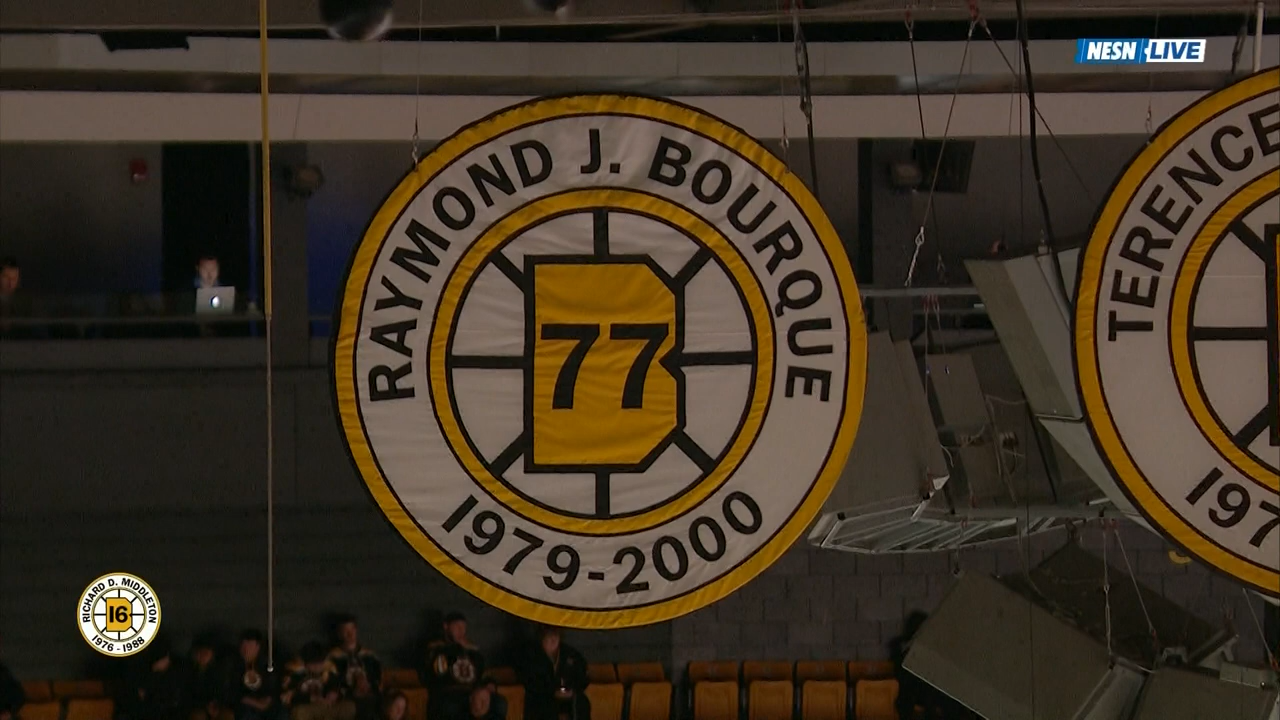 NESN LIVE
RAYMOND J. BOURQUE
77
1979-2000
TERENCE
197
RICHARD D. MIDDLETON
16
1976 - 1988